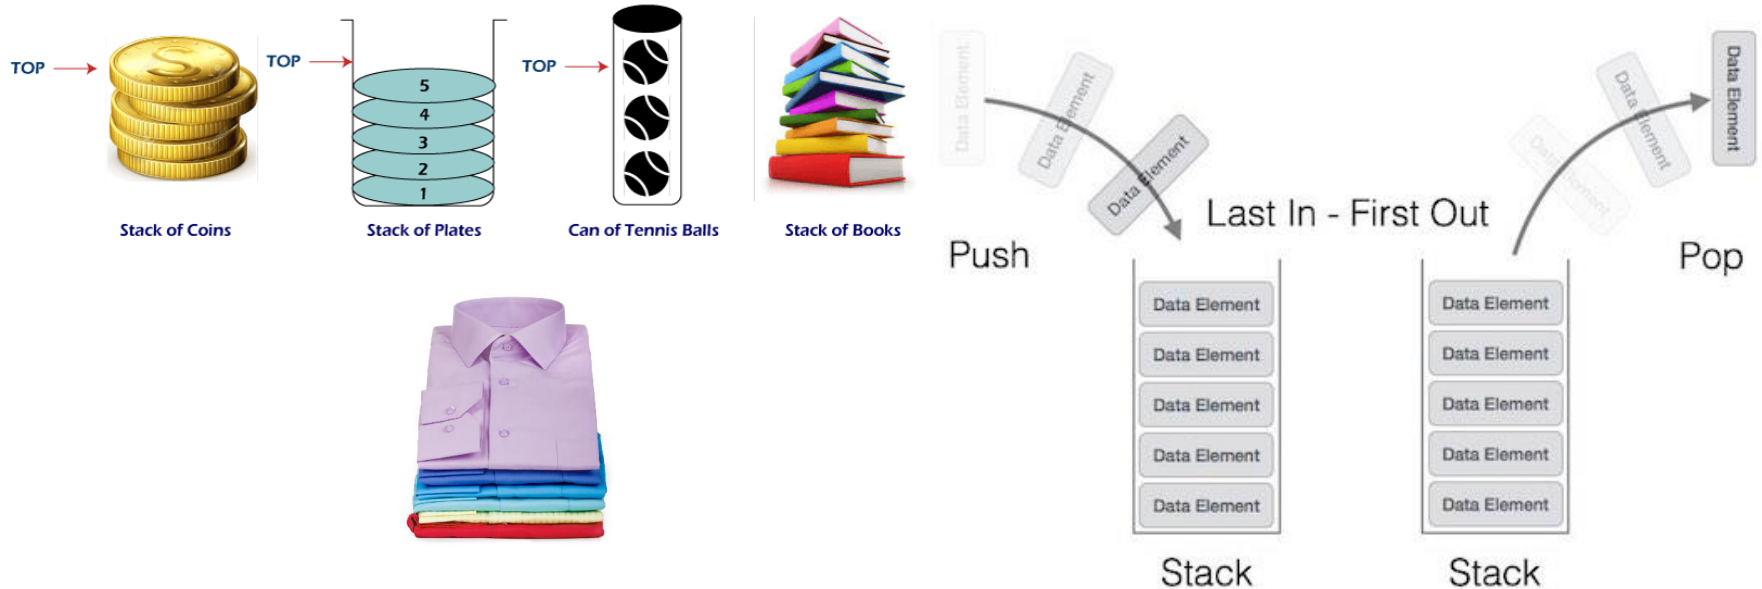 TOP
TOP
5
4
3
2
1
TOP
Stack of Coins
Stack of Plates
Can of Tennis Balls
Stack of Books
Data Element
Data Element
Data Element
Push
Last In - First Out
Data Element
Data Element
Data Element
Pop
Data Element
Data Element
Data Element
Data Element
Data Element
Stack
Data Element
Data Element
Data Element
Data Element
Data Element
Stack